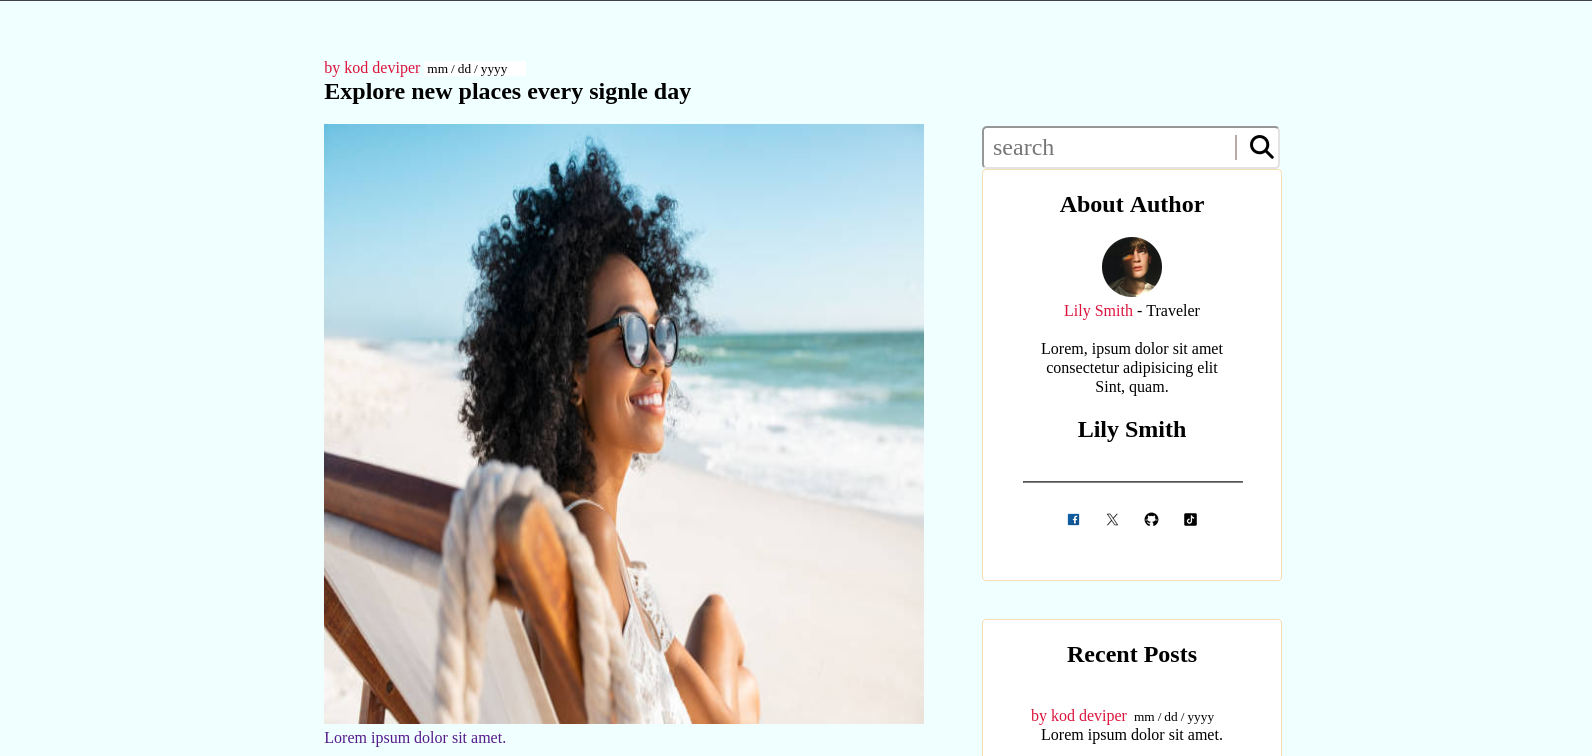 by kod deviper mm / dd / yyyy
Explore new places every signle day
Lorem ipsum dolor sit amet.
search
About Author
Lily Smith - Traveler
Lorem, ipsum dolor sit amet
consectetur adipisicing elit
Sint, quam.
Lily Smith
Recent Posts
by kod deviper mm / dd / yyyy
Lorem ipsum dolor sit amet.